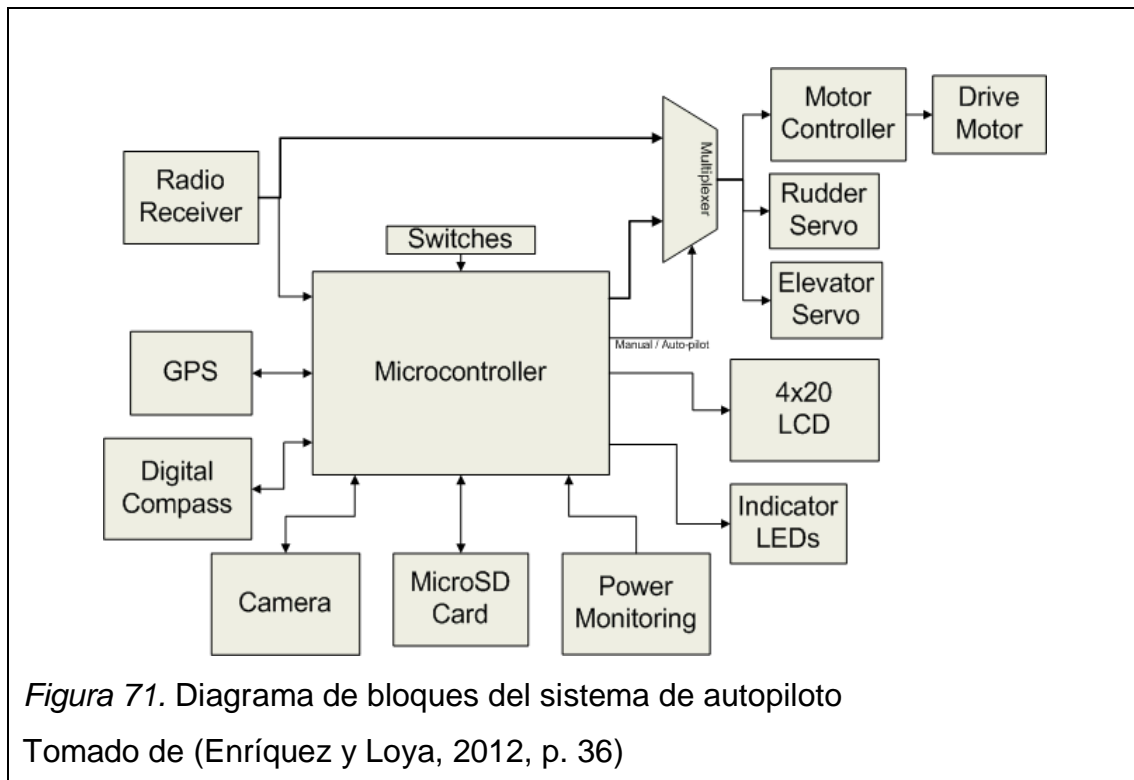 Motor
Controller
Drive
Motor
Multiplexer
Radio
Receiver
Rudder
Servo
Switches
Elevator
Servo
Manual / Auto-pilot
GPS
Microcontroller
4x20
LCD
Digital
Compass
Indicator
LEDs
Camera
MicroSD
Card
Power
Monitoring
Figura 71. Diagrama de bloques del sistema de autopiloto
Tomado de (Enríquez y Loya, 2012, p. 36)